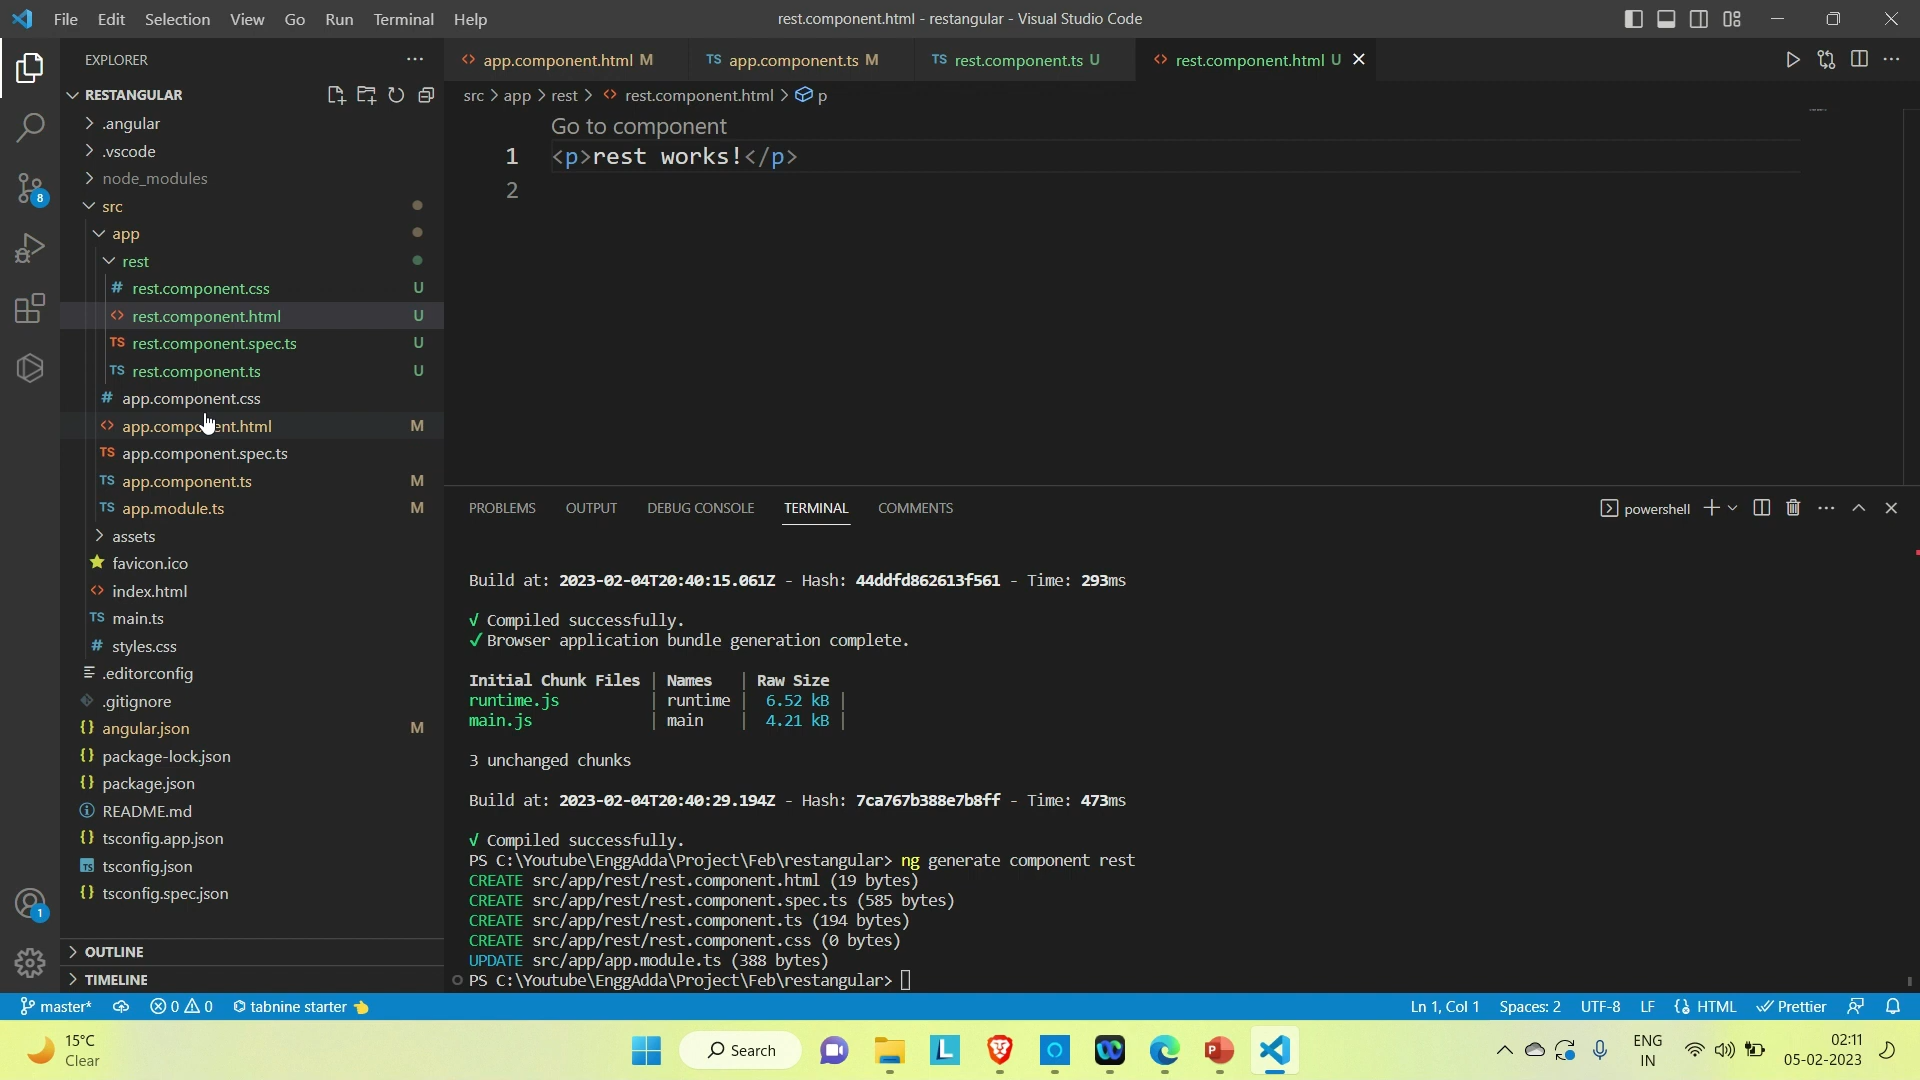 File Edit Selection View Go Run Terminal Help
rest.component.html - restangular - Visual Studio Code
EXPLORER
app.component.html M
TS app.component.ts M
TS rest.component.ts U
rest.component.html U
RESTANGULAR
src > app > rest > rest.component.html > p
.angular
.vscode
node_modules
src
app
rest
# rest.component.css U
rest.component.html U
TS rest.component.spec.ts U
TS rest.component.ts U
# app.component.css
app.component.html M
TS app.component.spec.ts
TS app.component.ts M
TS app.module.ts M
assets
favicon.ico
index.html
TS main.ts
# styles.css
.editorconfig
.gitignore
{} angular.json M
{} package-lock.json
{} package.json
README.md
{} tsconfig.app.json
TS tsconfig.json
{} tsconfig.spec.json
OUTLINE
TIMELINE
8
1
Go to component
1 <p>rest works!</p>
2
PROBLEMS OUTPUT DEBUG CONSOLE TERMINAL COMMENTS
powershell
Build at: 2023-02-04T20:40:15.061Z - Hash: 44ddfd862613f561 - Time: 293ms
√ Compiled successfully.
✓ Browser application bundle generation complete.
Initial Chunk Files | Names | Raw Size
runtime.js | runtime | 6.52 kB |
main.js | main | 4.21 kB |
3 unchanged chunks
Build at: 2023-02-04T20:40:29.194Z - Hash: 7ca767b388e7b8ff - Time: 473ms
√ Compiled successfully.
PS C:\Youtube\EnggAdda\Project\Feb\restangular> ng generate component rest
CREATE src/app/rest/rest.component.html (19 bytes)
CREATE src/app/rest/rest.component.spec.ts (585 bytes)
CREATE src/app/rest/rest.component.ts (194 bytes)
CREATE src/app/rest/rest.component.css (0 bytes)
UPDATE src/app/app.module.ts (388 bytes)
PS C:\Youtube\EnggAdda\Project\Feb\restangular>
master* 0 0 tabnine starter
Ln 1, Col 1 Spaces: 2 UTF-8 LF HTML Prettier
15°C
Clear
Search
ENG
IN
02:11
05-02-2023